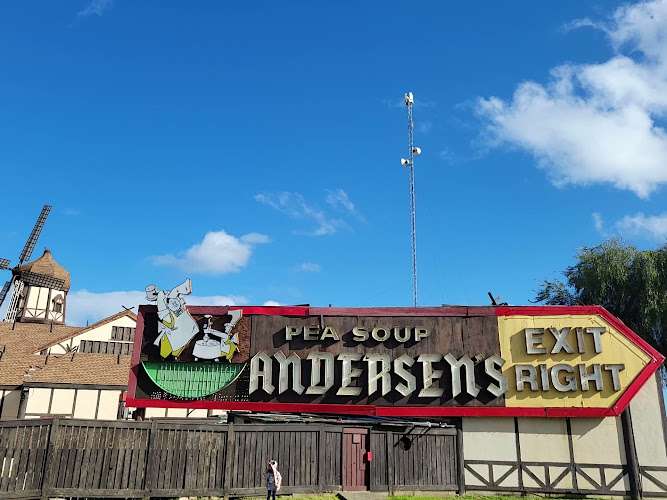 PEA SOUP
ANDERSEN'S
EXIT
RIGHT